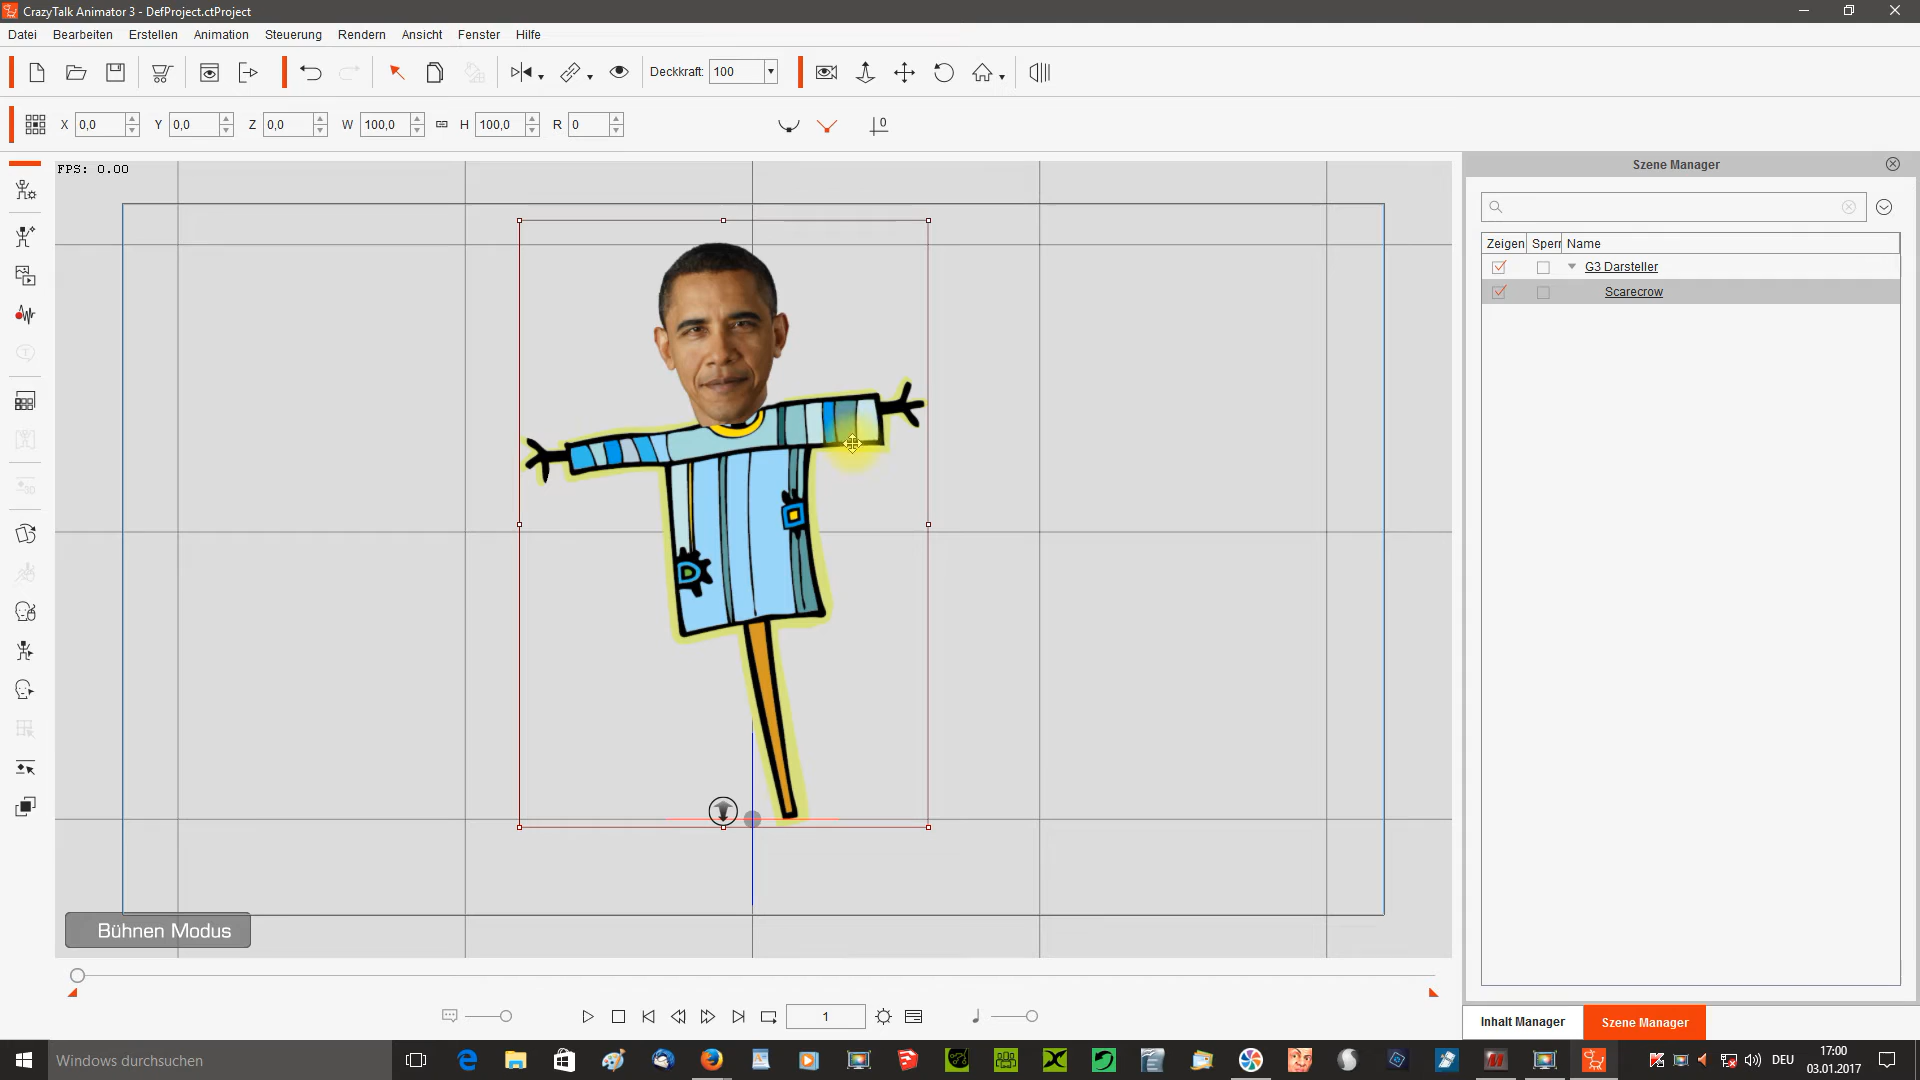 CrazyTalk Animator 3 - DefProject.ctProject
Datei Bearbeiten Erstellen Animation Steuerung Rendern Ansicht Fenster Hilfe
Deckkraft: 100
X 0,0 Y 0,0 Z 0,0 W 100,0 H 100,0 R 0
0
FPS: 0.00
Szene Manager
Zeigen Sperr Name
G3 Darsteller
Scarecrow
Bühnen Modus
1
Inhalt Manager Szene Manager
Windows durchsuchen
DEU
17:00
03.01.2017